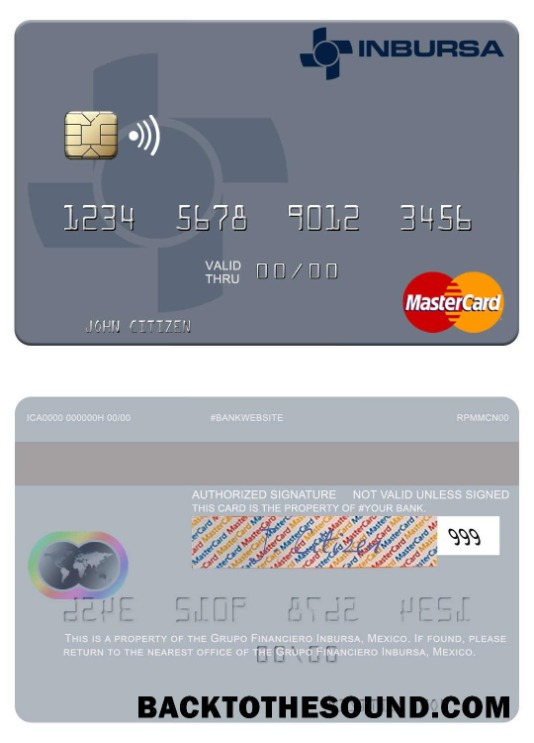 INBURSA
1234 5678 9012 3456
VALID THRU 00/00
MasterCard
JOHN CITIZEN
ICA0000 000000H 00/00 #BANKWEBSITE RPMMCN00
AUTHORIZED SIGNATURE NOT VALID UNLESS SIGNED
THIS CARD IS THE PROPERTY OF #YOUR BANK.
999
THIS IS A PROPERTY OF THE GRUPO FINANCIERO INBURSA, MEXICO. IF FOUND, PLEASE
RETURN TO THE NEAREST OFFICE OF THE GRUPO FINANCIERO INBURSA, MEXICO.
BACKTOTHESOUND.COM